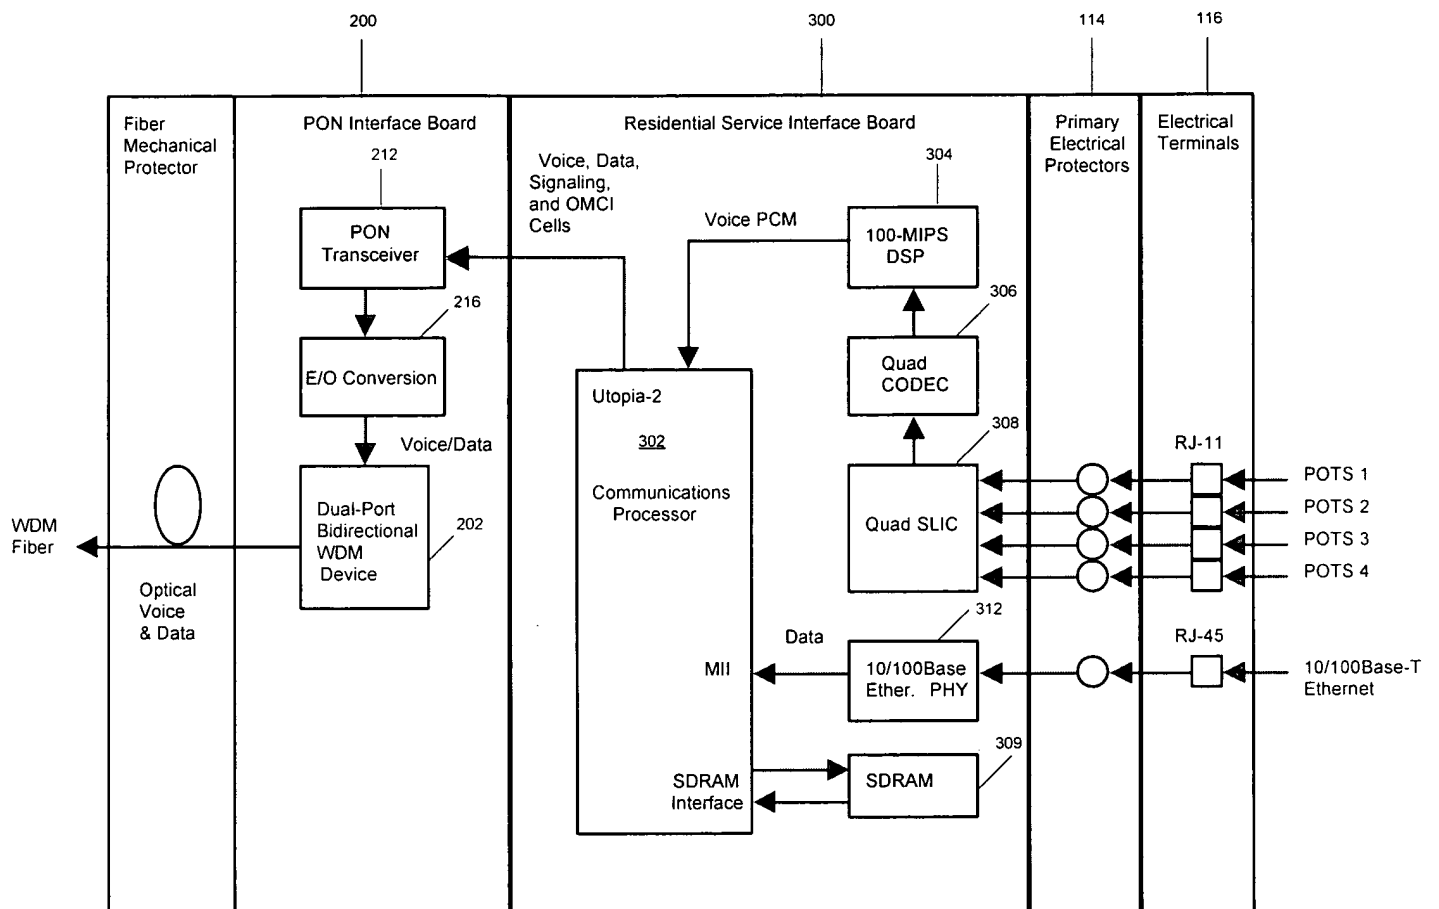 200
300
114
116
Fiber
Mechanical
Protector
PON Interface Board
212
PON
Transceiver
216
E/O Conversion
Voice/Data
Dual-Port
Bidirectional
WDM
Device
202
WDM
Fiber
Optical
Voice
& Data
Residential Service Interface Board
Voice, Data,
Signaling,
and OMCI
Cells
Voice PCM
304
100-MIPS
DSP
306
Quad
CODEC
308
Quad SLIC
Utopia-2
302
Communications
Processor
Data
MII
312
10/100Base
Ether. PHY
SDRAM
Interface
309
SDRAM
Primary
Electrical
Protectors
Electrical
Terminals
RJ-11
POTS 1
POTS 2
POTS 3
POTS 4
RJ-45
10/100Base-T
Ethernet